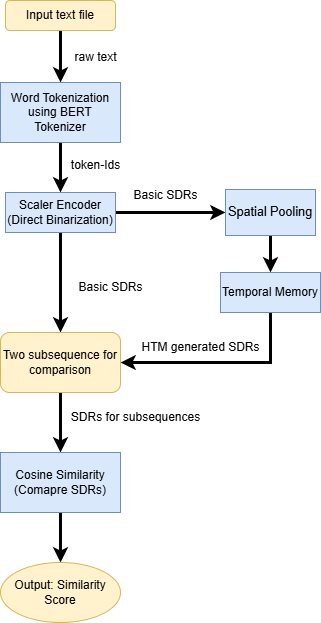 Input text file
raw text
Word Tokenization
using BERT
Tokenizer
token-Ids
Scaler Encoder
(Direct Binarization)
Basic SDRs
Spatial Pooling
Basic SDRs
Temporal Memory
HTM generated SDRs
Two subsequence for
comparison
SDRs for subsequences
Cosine Similarity
(Comapre SDRs)
Output: Similarity
Score